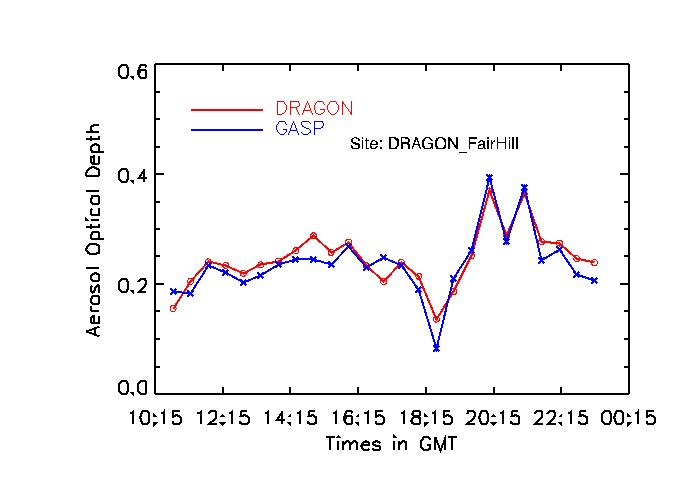 0.6
DRAGON
GASP
Site: DRAGON_FairHill
0.4
Aerosol Optical Depth
0.2
0.0
10:15 12:15 14:15 16:15 18:15 20:15 22:15 00:15
Times in GMT